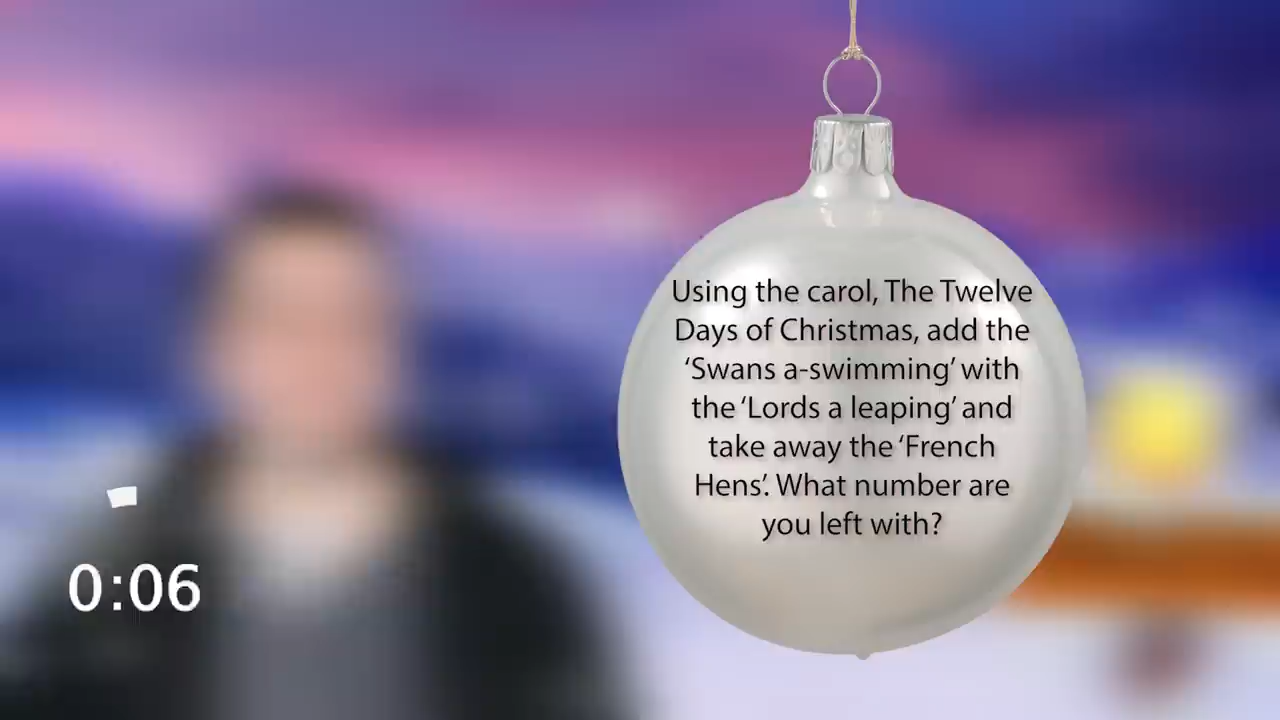 Using the carol, The Twelve
Days of Christmas, add the
‘Swans a-swimming’ with
the ‘Lords a leaping’ and
take away the ‘French
Hens’. What number are
you left with?
0:06